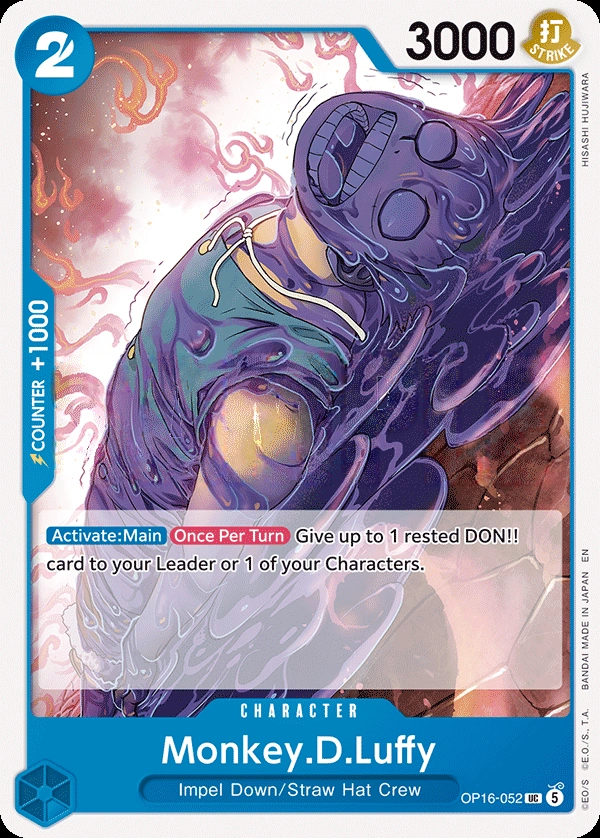 2
3000
打
STRIKE
HISASHI HUJIWARA
COUNTER +1000
Activate:Main Once Per Turn Give up to 1 rested DON!!
card to your Leader or 1 of your Characters.
CHARACTER
Monkey.D.Luffy
Impel Down/Straw Hat Crew
OP16-052 UC 5
©E.O/S ©E.O./S., T.A. BANDAI MADE IN JAPAN EN